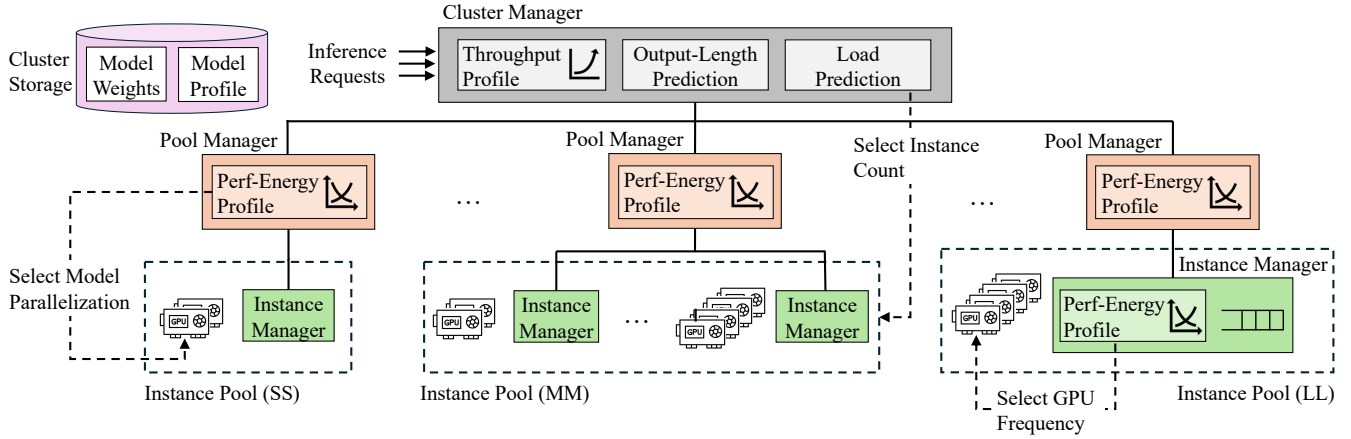 Cluster Manager
Cluster
Storage
Model
Weights
Model
Profile
Inference
Requests
Throughput
Profile
Output-Length
Prediction
Load
Prediction
Pool Manager
Pool Manager
Select Instance
Count
Pool Manager
Perf-Energy
Profile
...
Perf-Energy
Profile
...
Perf-Energy
Profile
Select Model
Parallelization
GPU
Instance
Manager
GPU
Instance
Manager
...
GPU
Instance
Manager
Instance Manager
GPU
Perf-Energy
Profile
Instance Pool (SS)
Instance Pool (MM)
Select GPU
Frequency
Instance Pool (LL)